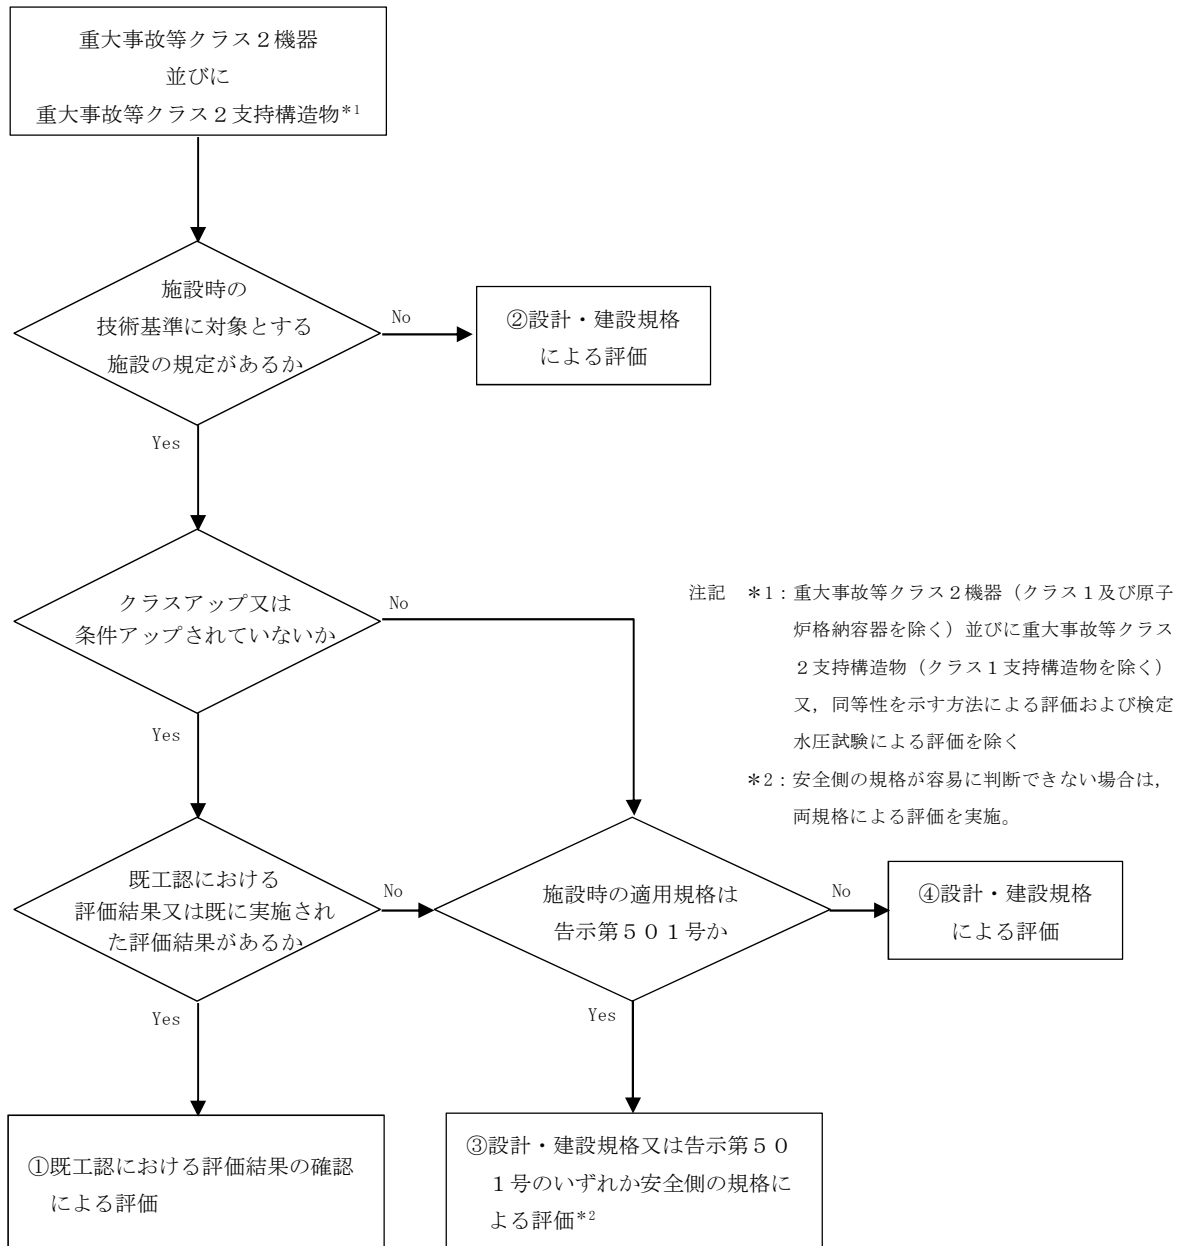 重大事故等クラス２機器
並びに
重大事故等クラス２支持構造物*1
施設時の
技術基準に対象とする
施設の規定があるか
No
②設計・建設規格
による評価
Yes
クラスアップ又は
条件アップされていないか
No
注記　＊1：重大事故等クラス２機器（クラス１及び原子
炉格納容器を除く）並びに重大事故等クラス
２支持構造物（クラス１支持構造物を除く）
又，同等性を示す方法による評価および検定
水圧試験による評価を除く
＊2：安全側の規格が容易に判断できない場合は，
両規格による評価を実施。
Yes
既工認における
評価結果又は既に実施され
た評価結果があるか
No
施設時の適用規格は
告示第５０１号か
No
④設計・建設規格
による評価
Yes
Yes
①既工認における評価結果の確認
による評価
③設計・建設規格又は告示第５０
１号のいずれか安全側の規格に
よる評価*2